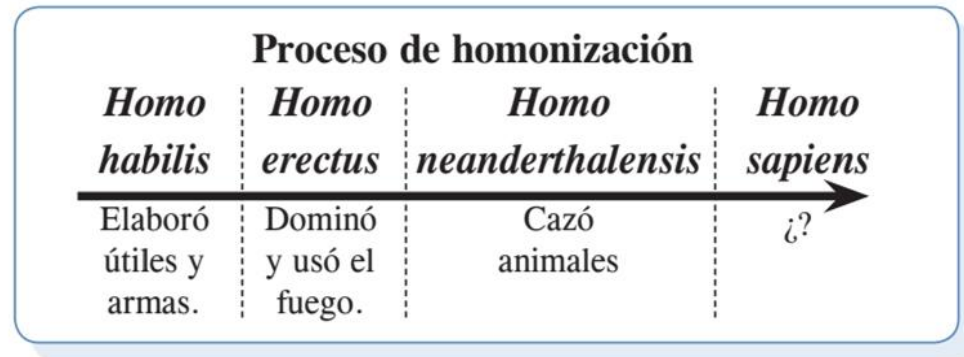 Proceso de homonización
Homo habilis
Homo erectus
Homo neanderthalensis
Homo sapiens
Elaboró
útiles y
armas.
Dominó
y usó el
fuego.
Cazó
animales
¿?